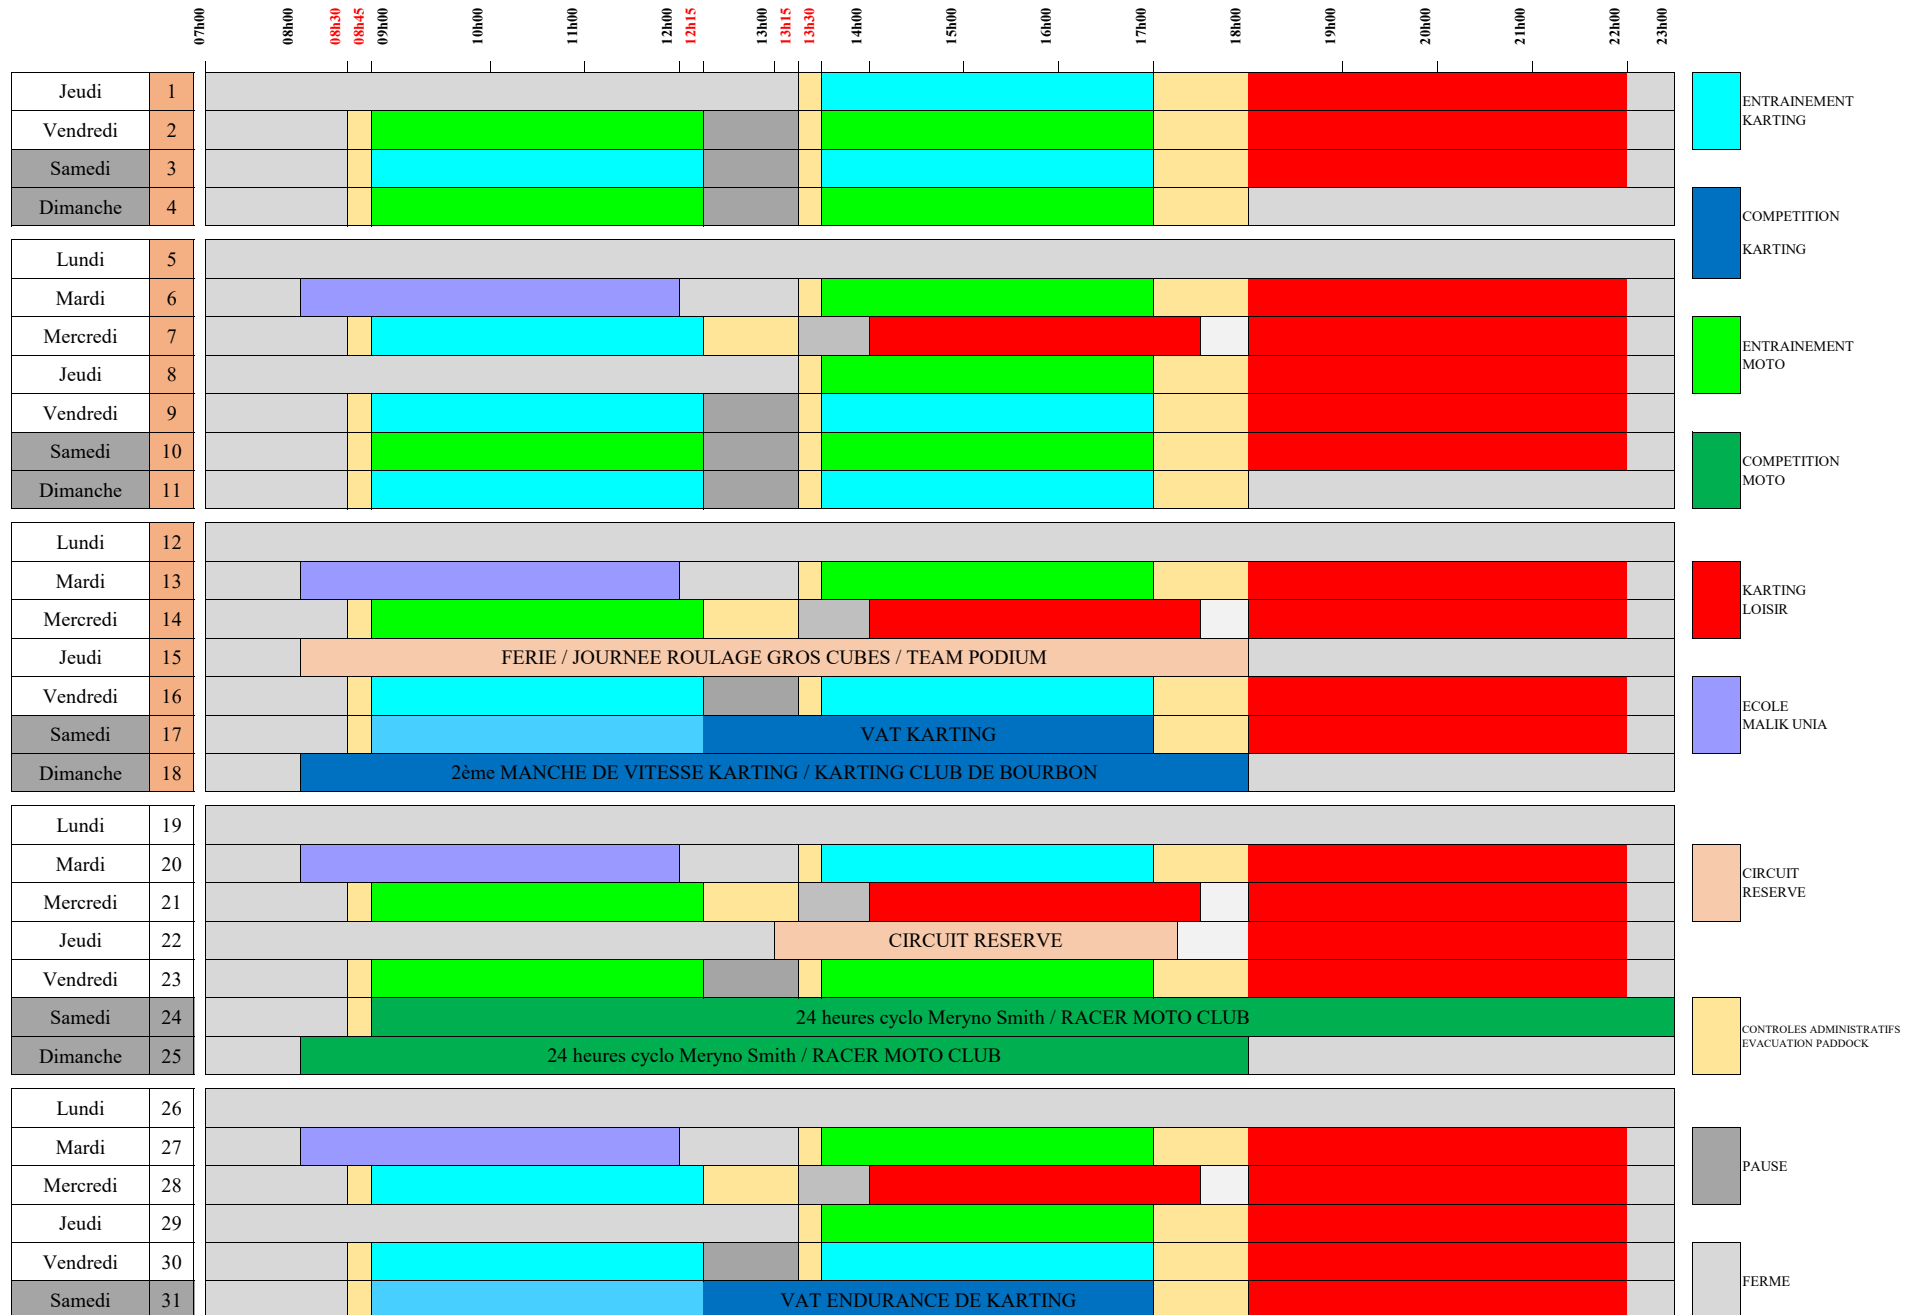 07h00 08h00 08h30 08h45 09h00 10h00 11h00 12h00 12h15 13h00 13h15 13h30 14h00 15h00 16h00 17h00 18h00 19h00 20h00 21h00 22h00 23h00
Jeudi 1
Vendredi 2
Samedi 3
Dimanche 4
Lundi 5
Mardi 6
Mercredi 7
Jeudi 8
Vendredi 9
Samedi 10
Dimanche 11
Lundi 12
Mardi 13
Mercredi 14
Jeudi 15 FERIE / JOURNEE ROULAGE GROS CUBES / TEAM PODIUM
Vendredi 16
Samedi 17 VAT KARTING
Dimanche 18 2ème MANCHE DE VITESSE KARTING / KARTING CLUB DE BOURBON
Lundi 19
Mardi 20
Mercredi 21
Jeudi 22 CIRCUIT RESERVE
Vendredi 23
Samedi 24 24 heures cyclo Meryno Smith / RACER MOTO CLUB
Dimanche 25 24 heures cyclo Meryno Smith / RACER MOTO CLUB
Lundi 26
Mardi 27
Mercredi 28
Jeudi 29
Vendredi 30
Samedi 31 VAT ENDURANCE DE KARTING
ENTRAINEMENT
KARTING
COMPETITION
KARTING
ENTRAINEMENT
MOTO
COMPETITION
MOTO
KARTING
LOISIR
ECOLE
MALIK UNIA
CIRCUIT
RESERVE
CONTROLES ADMINISTRATIFS
EVACUATION PADDOCK
PAUSE
FERME